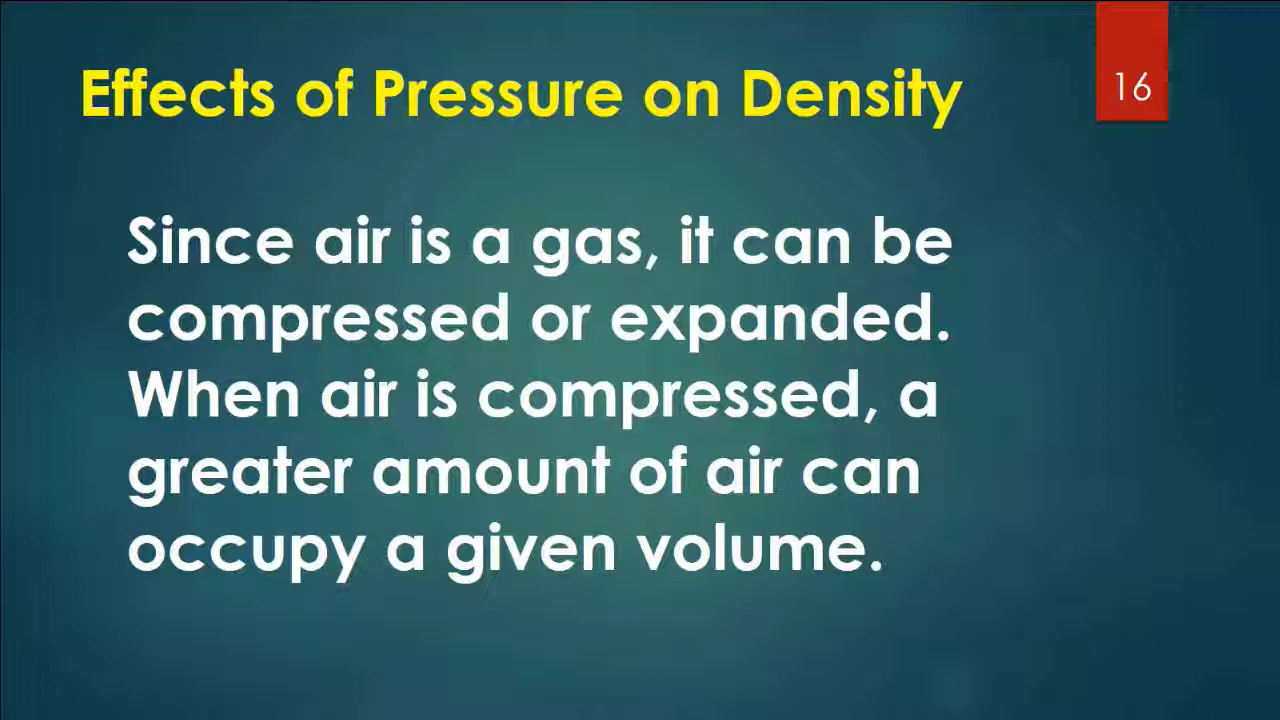 Effects of Pressure on Density
16
Since air is a gas, it can be
compressed or expanded.
When air is compressed, a
greater amount of air can
occupy a given volume.